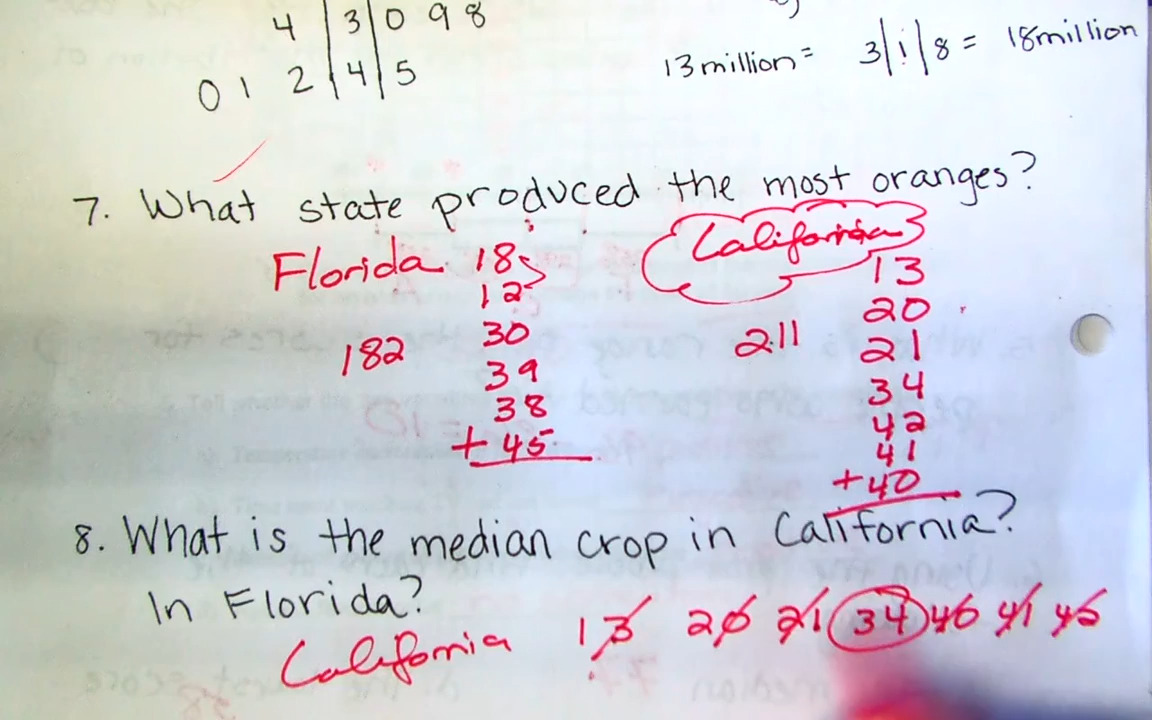 4 | 3 | 0 9 8
0 1 2 | 4 | 5
13 million = 3|1|8 = 18 million
7. What state produced the most oranges?
Florida 18
12
30
39
38
+ 45
182
California
13
20
21
34
42
41
+ 40
211
8. What is the median crop in California?
In Florida?
California 13 20 21 34 40 41 42